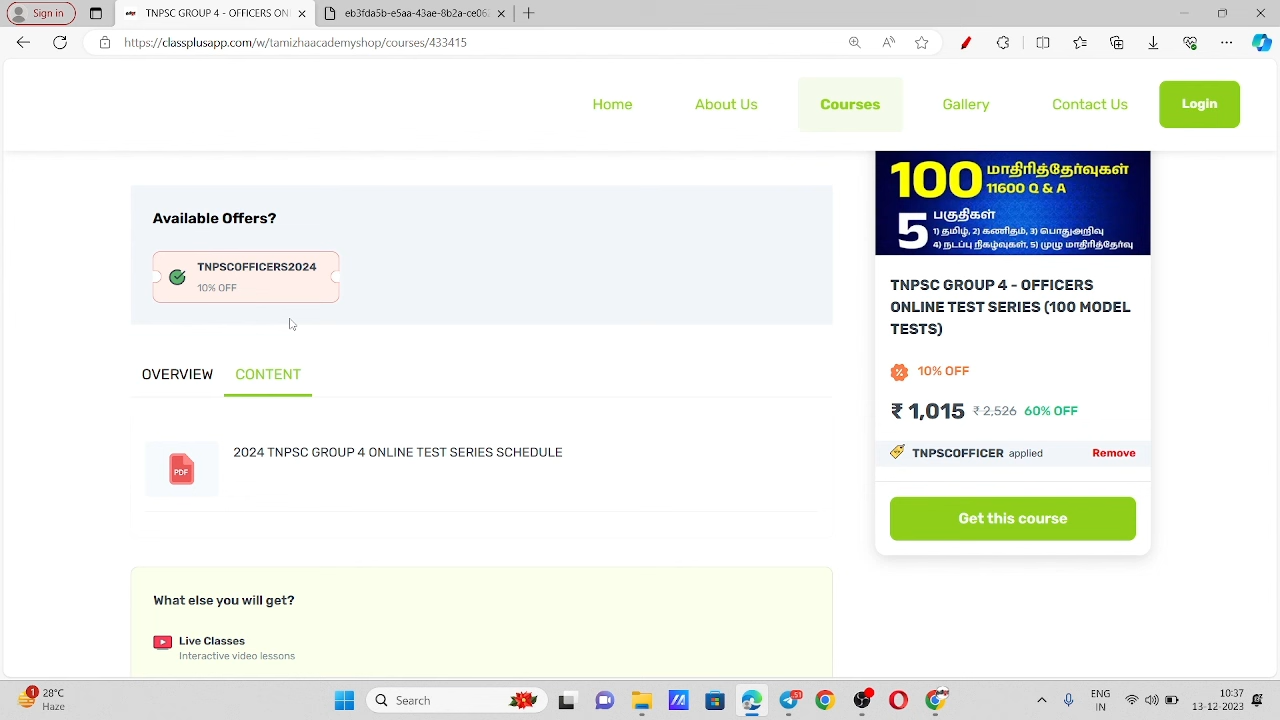 Sign in
TNPSC GROUP 4 - OFFICERS ON
eb3fda5b-e5aa-43ae-8b2a-ce06
https://classplusapp.com/w/tamizhaacademyshop/courses/433415
Home
About Us
Courses
Gallery
Contact Us
Login
Available Offers?
TNPSCOFFICERS2024
10% OFF
OVERVIEW
CONTENT
PDF
2024 TNPSC GROUP 4 ONLINE TEST SERIES SCHEDULE
What else you will get?
Live Classes
Interactive video lessons
100 மாதிரித்தேர்வுகள்
11600 Q & A
5 பகுதிகள்
1) தமிழ், 2) கணிதம், 3) பொதுஅறிவு
4) நடப்பு நிகழ்வுகள், 5) முழு மாதிரித்தேர்வு
TNPSC GROUP 4 - OFFICERS
ONLINE TEST SERIES (100 MODEL
TESTS)
10% OFF
₹ 1,015 ₹ 2,526 60% OFF
TNPSCOFFICER applied Remove
Get this course
1
28°C
Haze
Search
51
ENG
IN
10:37
13-12-2023